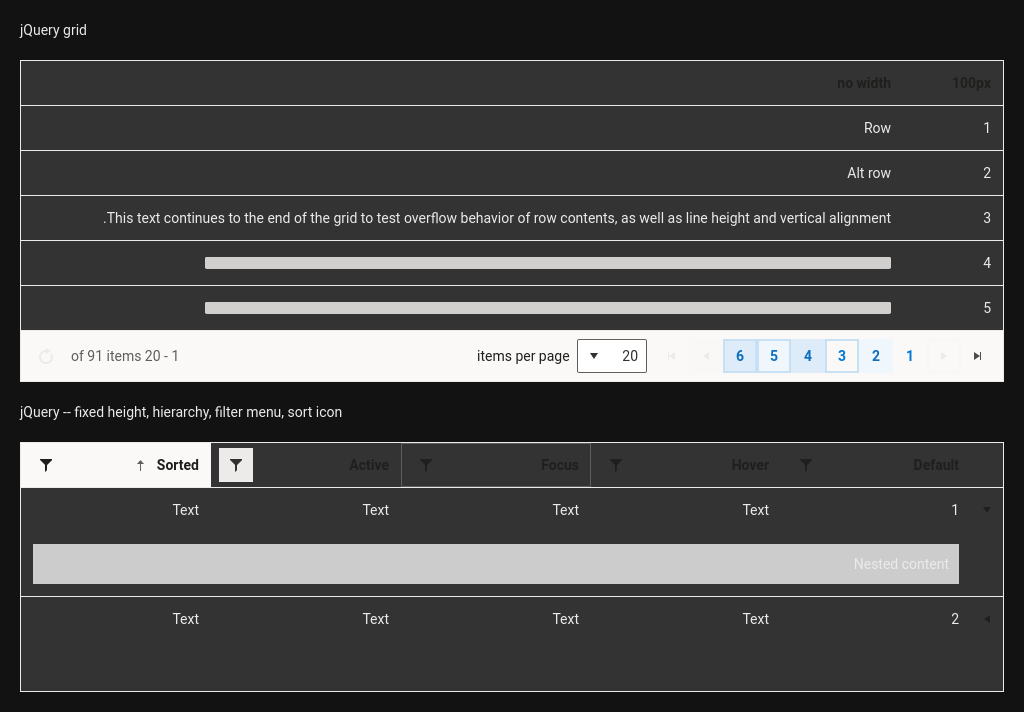 jQuery grid
no width 100px
Row 1
Alt row 2
.This text continues to the end of the grid to test overflow behavior of row contents, as well as line height and vertical alignment 3
4
5
of 91 items 20 - 1 items per page 20 6 5 4 3 2 1
jQuery -- fixed height, hierarchy, filter menu, sort icon
Sorted Active Focus Hover Default
Text Text Text Text 1
Nested content
Text Text Text Text 2